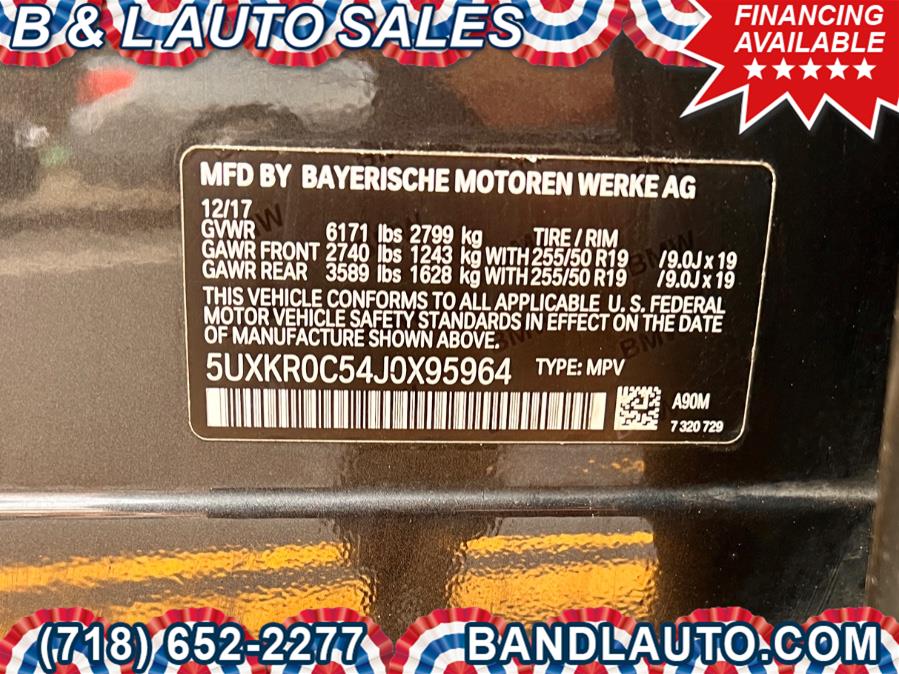 B & L AUTO SALES
FINANCING
AVAILABLE
MFD BY BAYERISCHE MOTOREN WERKE AG
12/17
GVWR 6171 lbs 2799 kg TIRE / RIM
GAWR FRONT 2740 lbs 1243 kg WITH 255/50 R19 /9.0J x 19
GAWR REAR 3589 lbs 1628 kg WITH 255/50 R19 /9.0J x 19
THIS VEHICLE CONFORMS TO ALL APPLICABLE U.S. FEDERAL
MOTOR VEHICLE SAFETY STANDARDS IN EFFECT ON THE DATE
OF MANUFACTURE SHOWN ABOVE.
5UXKR0C54J0X95964 TYPE: MPV
A90M
7 320 729
(718) 652-2277
BANDLAUTO.COM